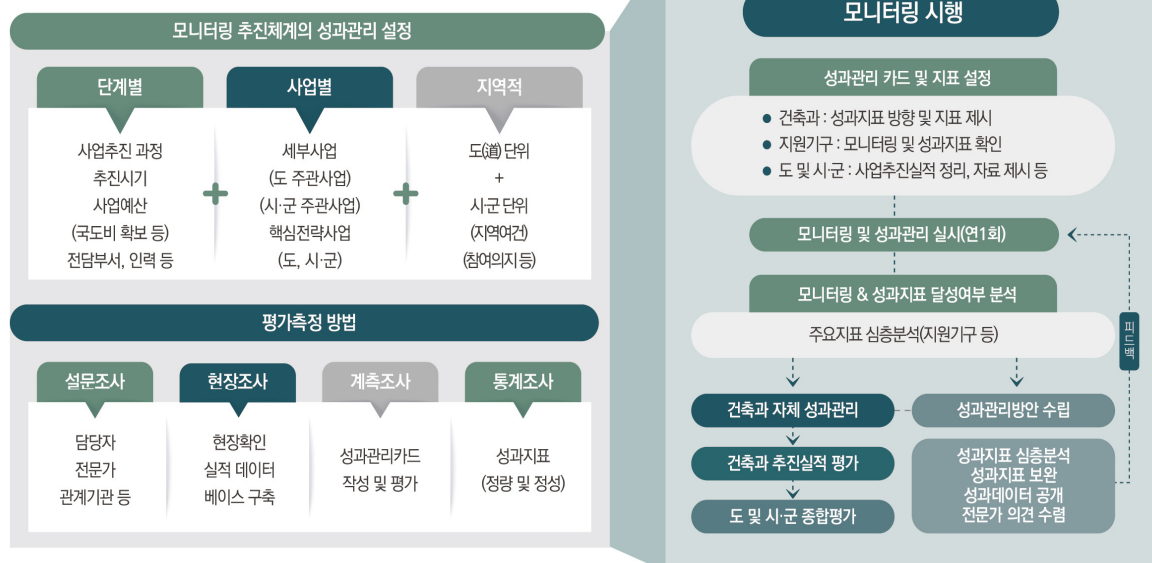 모니터링 추진체계의 성과관리 설정
단계별
사업추진 과정
추진시기
사업예산
(국도비 확보 등)
전담부서, 인력 등
+
사업별
세부사업
(도 주관사업)
(시·군 주관사업)
핵심전략사업
(도, 시·군)
+
지역적
도(道) 단위
+
시·군 단위
(지역여건)
(참여의지 등)
평가측정 방법
설문조사
담당자
전문가
관계기관 등
현장조사
현장확인
실적 데이터
베이스 구축
계측조사
성과관리카드
작성 및 평가
통계조사
성과지표
(정량 및 정성)
모니터링 시행
성과관리 카드 및 지표 설정
● 건축과 : 성과지표 방향 및 지표 제시
● 지원기구 : 모니터링 및 성과지표 확인
● 도 및 시·군 : 사업추진실적 정리, 자료 제시 등
모니터링 및 성과관리 실시(연1회)
모니터링 & 성과지표 달성여부 분석
주요지표 심층분석(지원기구 등)
건축과 자체 성과관리
건축과 추진실적 평가
도 및 시·군 종합평가
성과관리방안 수립
성과지표 심층분석
성과지표 보완
성과데이터 공개
전문가 의견 수렴
피드백